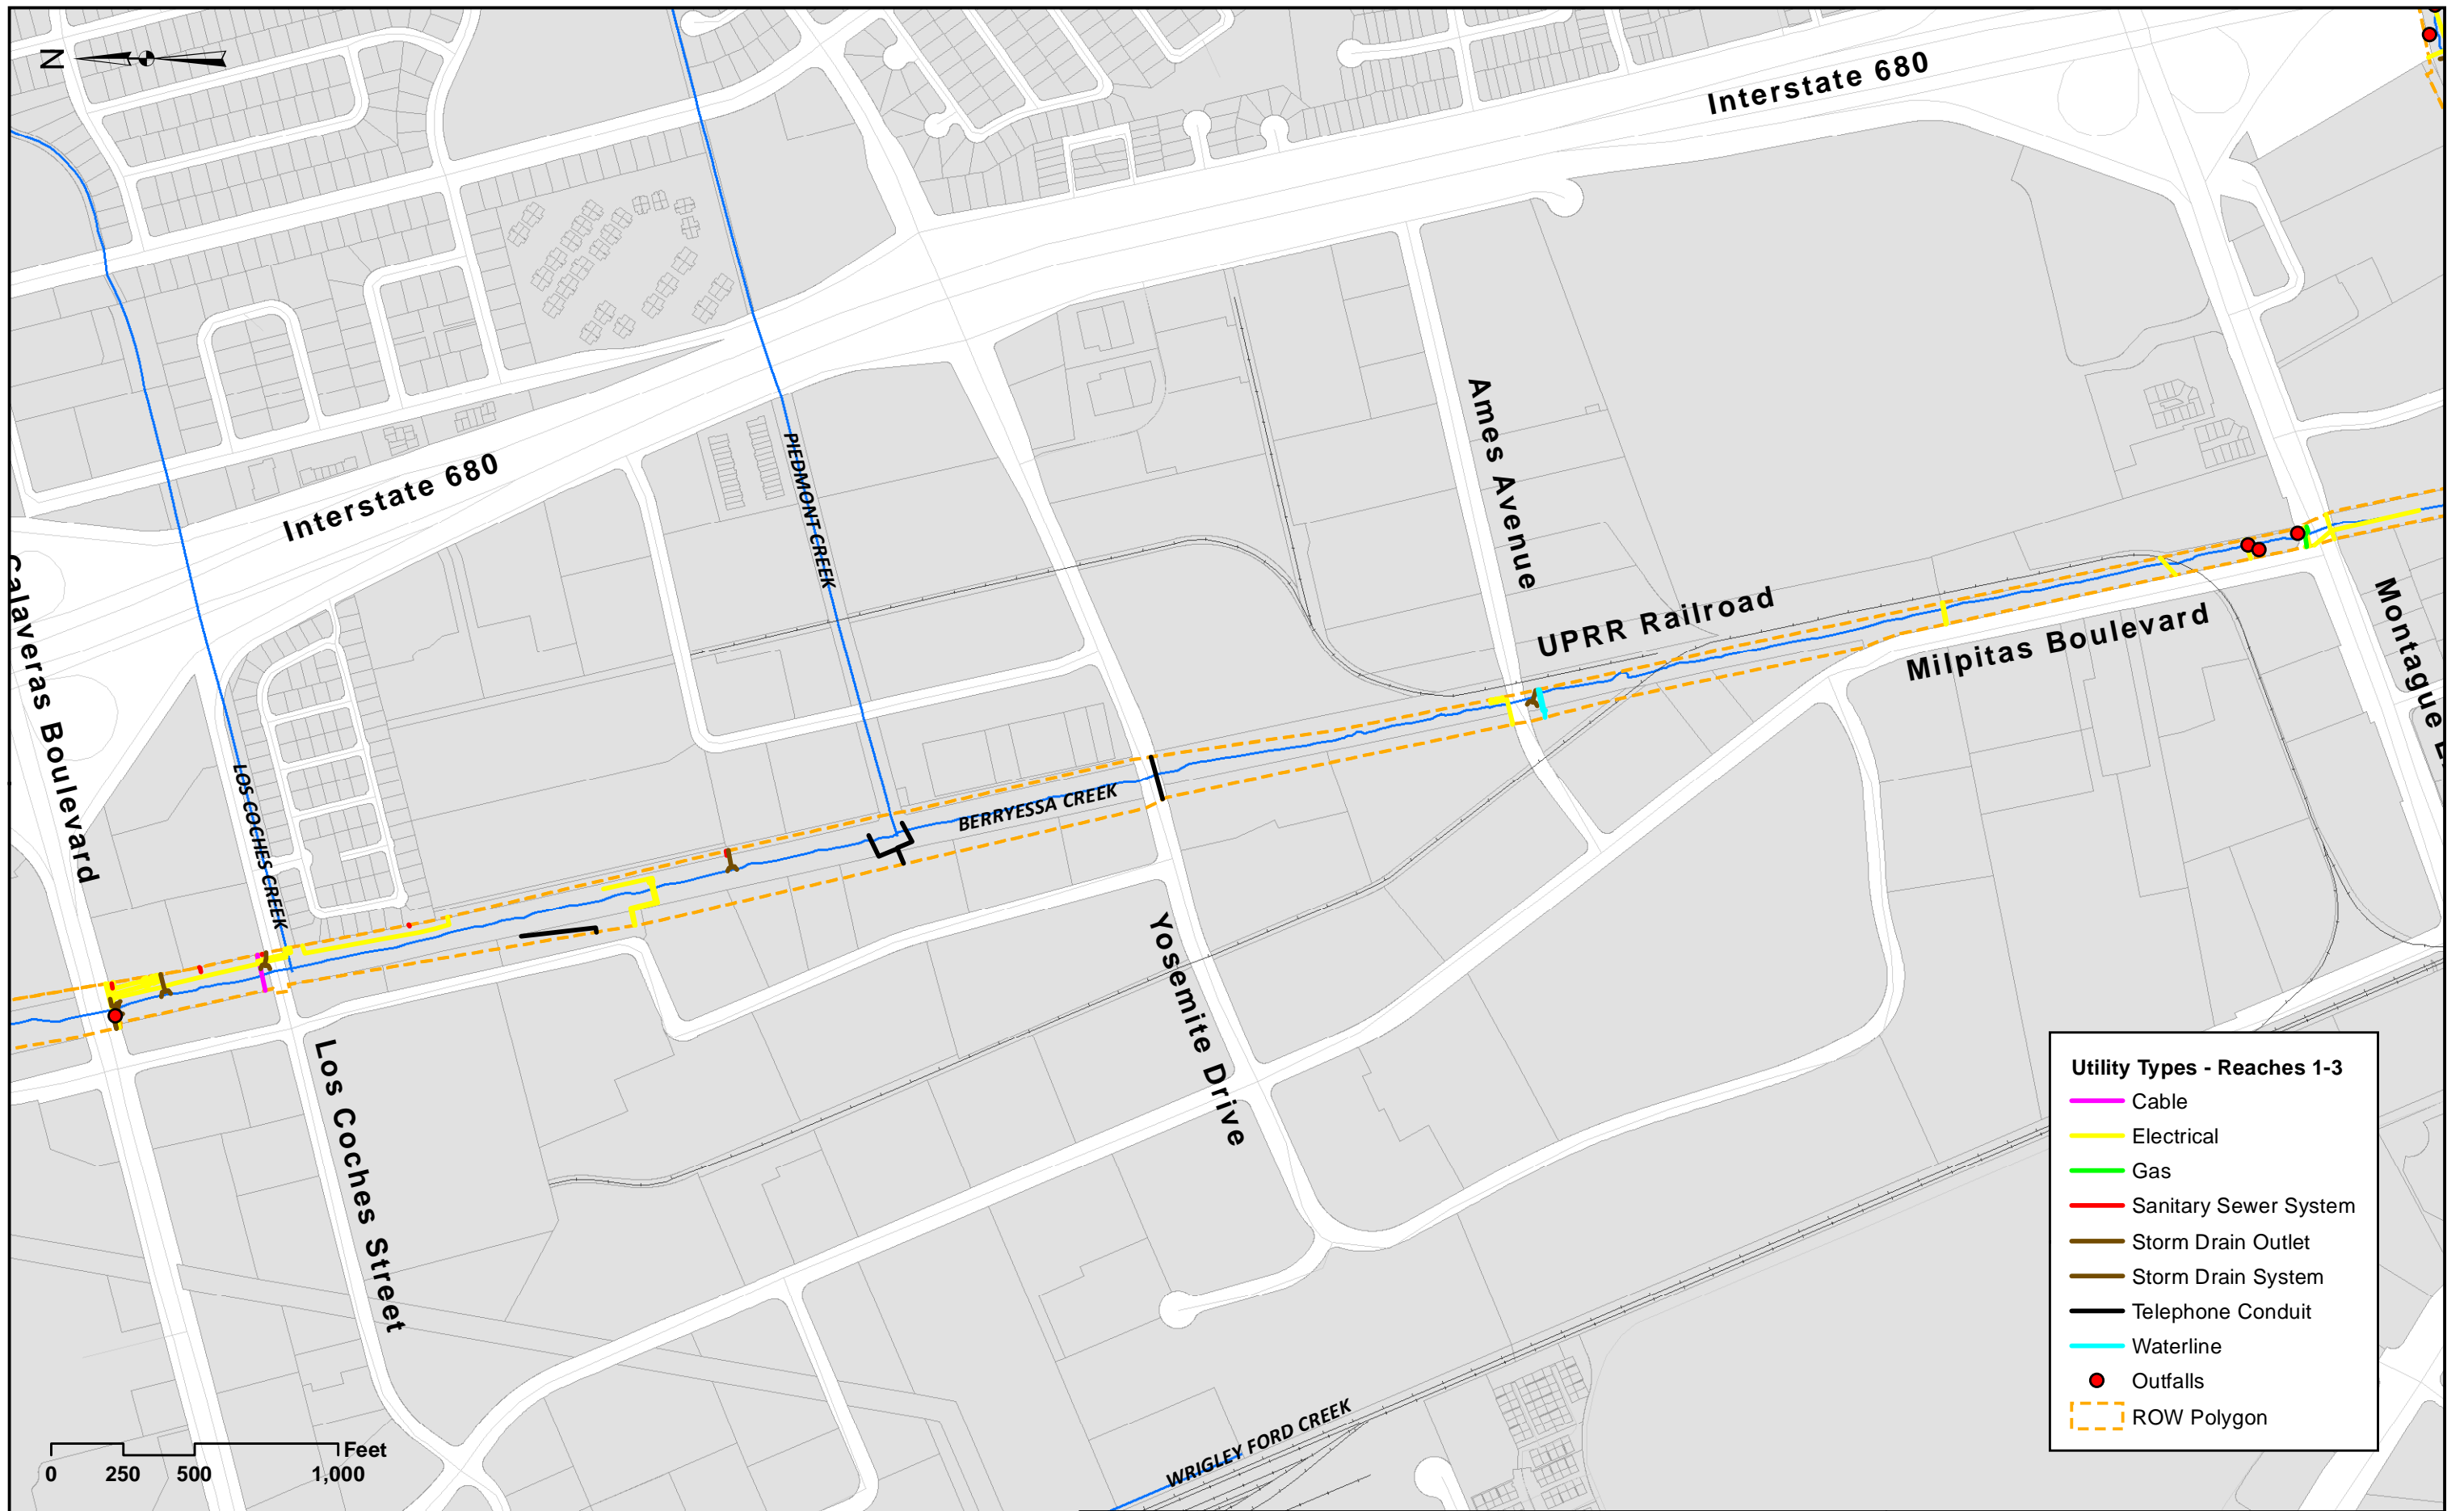 N
Interstate 680
Interstate 680
PIEDMONT CREEK
Ames Avenue
Calaveras Boulevard
UPRR Railroad
Milpitas Boulevard
Montague B
LOS COCHES CREEK
BERRYESSA CREEK
Yosemite Drive
Los Coches Street
WRIGLEY FORD CREEK
Utility Types - Reaches 1-3
Cable
Electrical
Gas
Sanitary Sewer System
Storm Drain Outlet
Storm Drain System
Telephone Conduit
Waterline
Outfalls
ROW Polygon
Feet
0 250 500 1,000